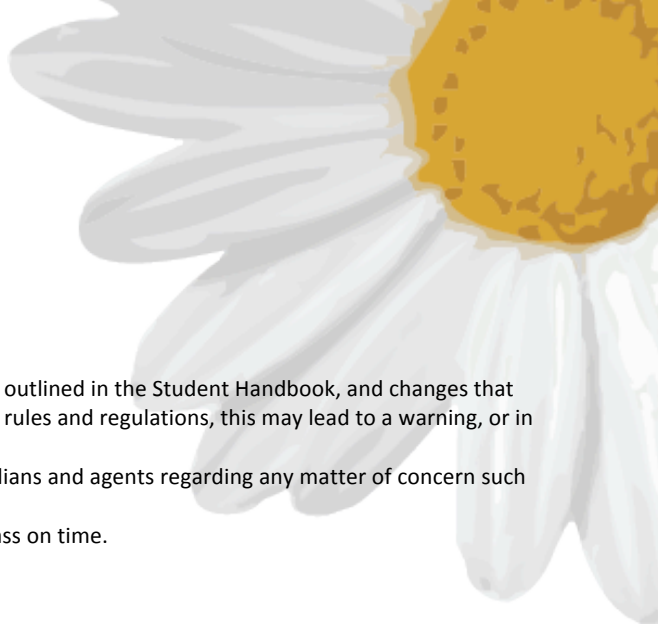 outlined in the Student Handbook, and changes that
rules and regulations, this may lead to a warning, or in
dians and agents regarding any matter of concern such
ss on time.